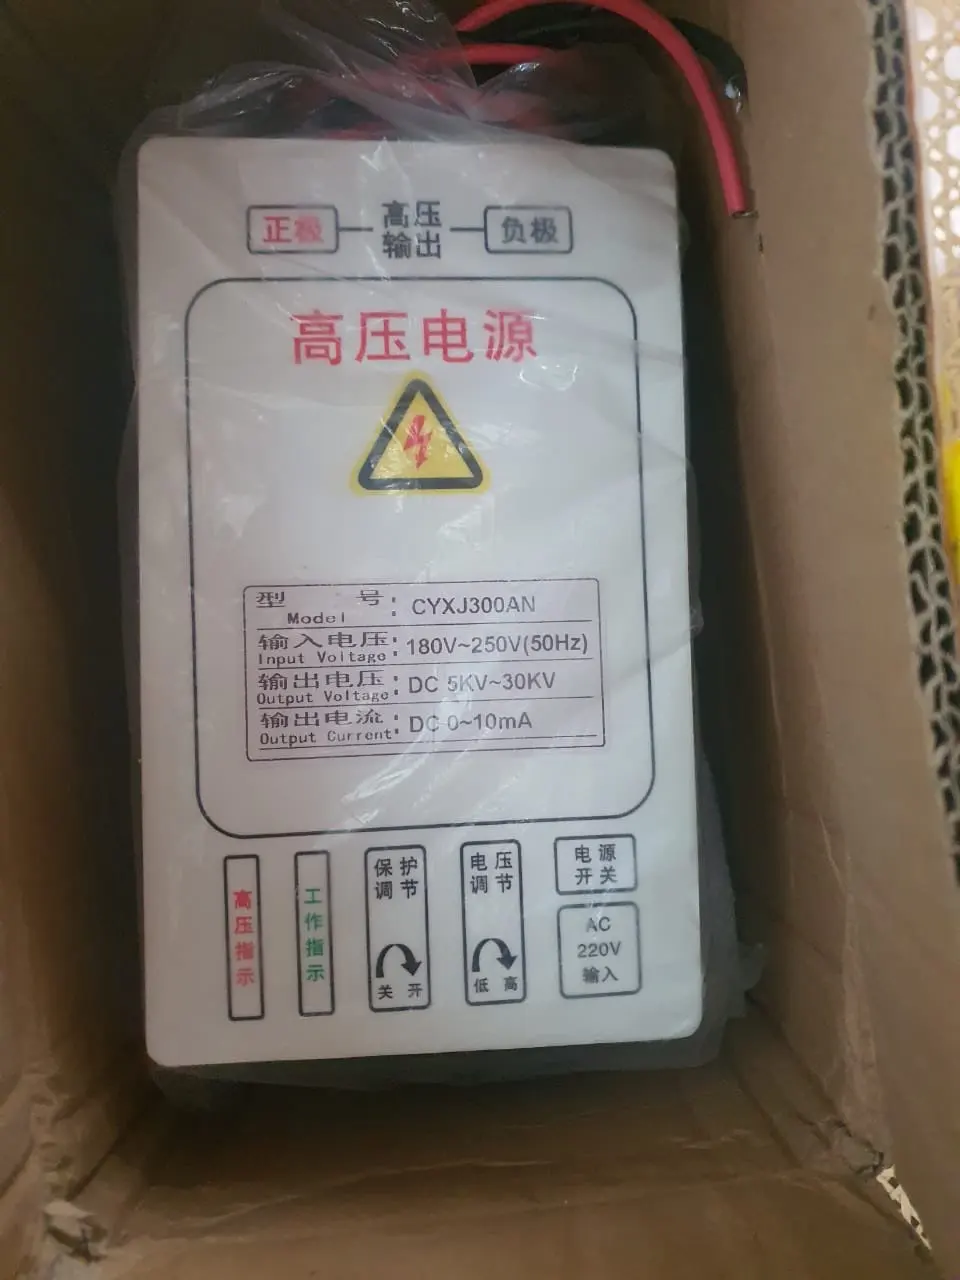 正极
高压
输出
负极
高压电源
型 号:
Model
CYXJ300AN
输入电压:
Input Voltage
180V~250V(50Hz)
输出电压:
Output Voltage
DC 5KV~30KV
输出电流:
Output Current
DC 0~10mA
高压指示
工作指示
保护
调节
关 开
电压
调节
低 高
电源
开关
AC
220V
输入